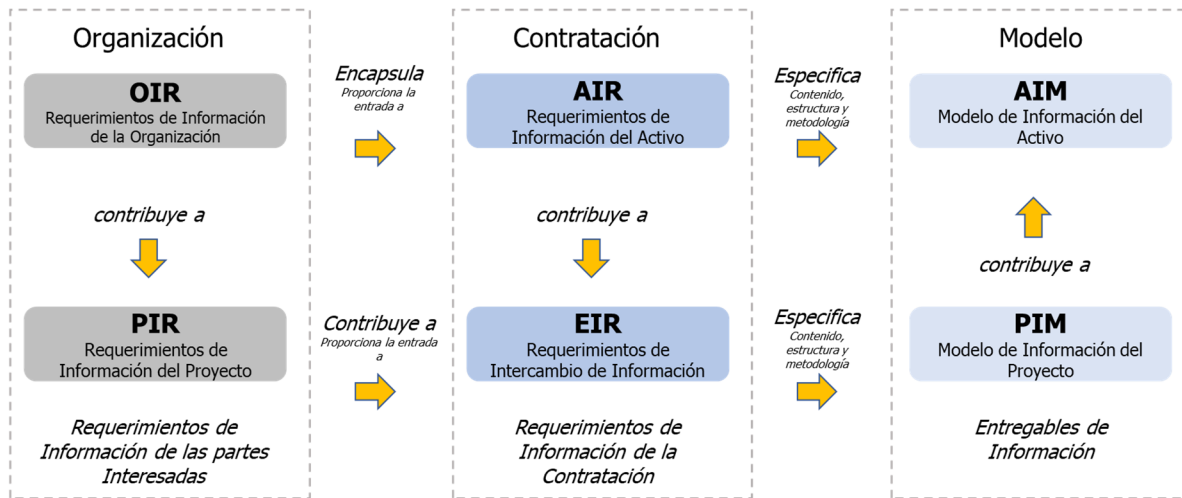 Organización
OIR
Requerimientos de Información
de la Organización
contribuye a
PIR
Requerimientos de
Información del Proyecto
Requerimientos de
Información de las partes
Interesadas
Encapsula
Proporciona la
entrada a
Contribuye a
Proporciona la entrada
a
Contratación
AIR
Requerimientos de
Información del Activo
contribuye a
EIR
Requerimientos de
Intercambio de Información
Requerimientos de
Información de la
Contratación
Especifica
Contenido,
estructura y
metodología
Especifica
Contenido,
estructura y
metodología
Modelo
AIM
Modelo de Información del
Activo
contribuye a
PIM
Modelo de Información del
Proyecto
Entregables de
Información